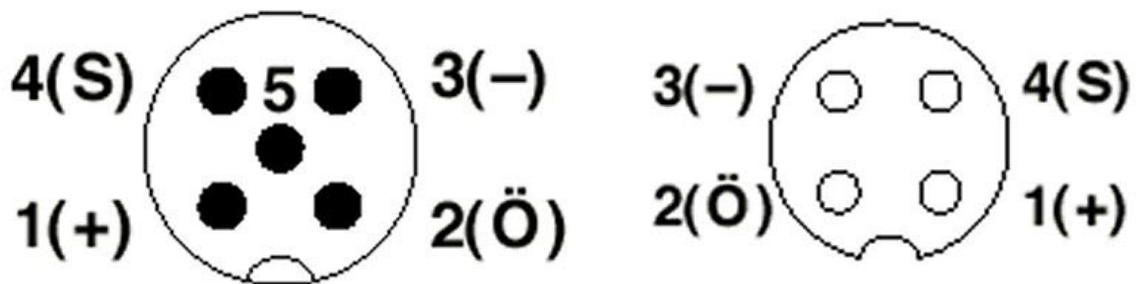 4(S) 5 3(–) 3(–) 4(S)
1(+) 2(Ö) 2(Ö) 1(+)